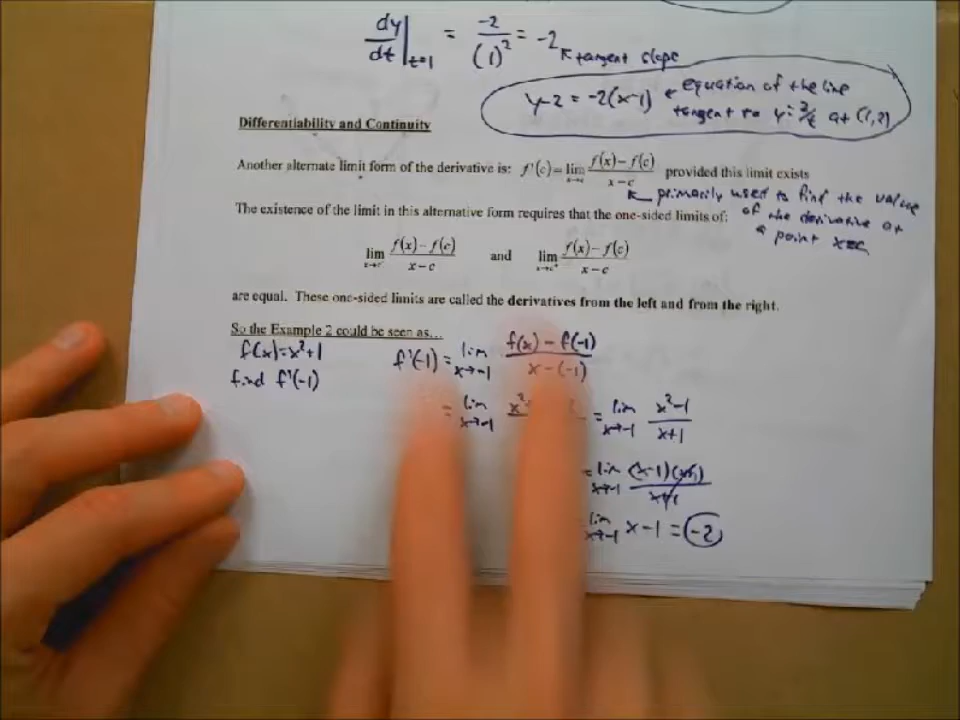 dy/dt|t=1 = -2/(1)² = -2 ↖ tangent slope
y-2 = -2(x-1) ← equation of the line
tangent to y=2/t at (1,2)
Differentiability and Continuity
Another alternate limit form of the derivative is: f'(c) = lim x→c (f(x)-f(c))/(x-c) provided this limit exists
↖ primarily used to find the value
of the derivative at
a point x=c
The existence of the limit in this alternative form requires that the one-sided limits of:
lim x→c⁻ (f(x)-f(c))/(x-c) and lim x→c⁺ (f(x)-f(c))/(x-c)
are equal. These one-sided limits are called the derivatives from the left and from the right.
So the Example 2 could be seen as...
f(x)=x²+1
find f'(-1)
f'(-1) = lim x→-1 (f(x) - f(-1))/(x-(-1))
= lim x→-1 x² = lim x→-1 (x²-1)/(x+1)
= lim x→-1 (x-1)(x+1)/(x+1)
lim x→-1 x-1 = -2